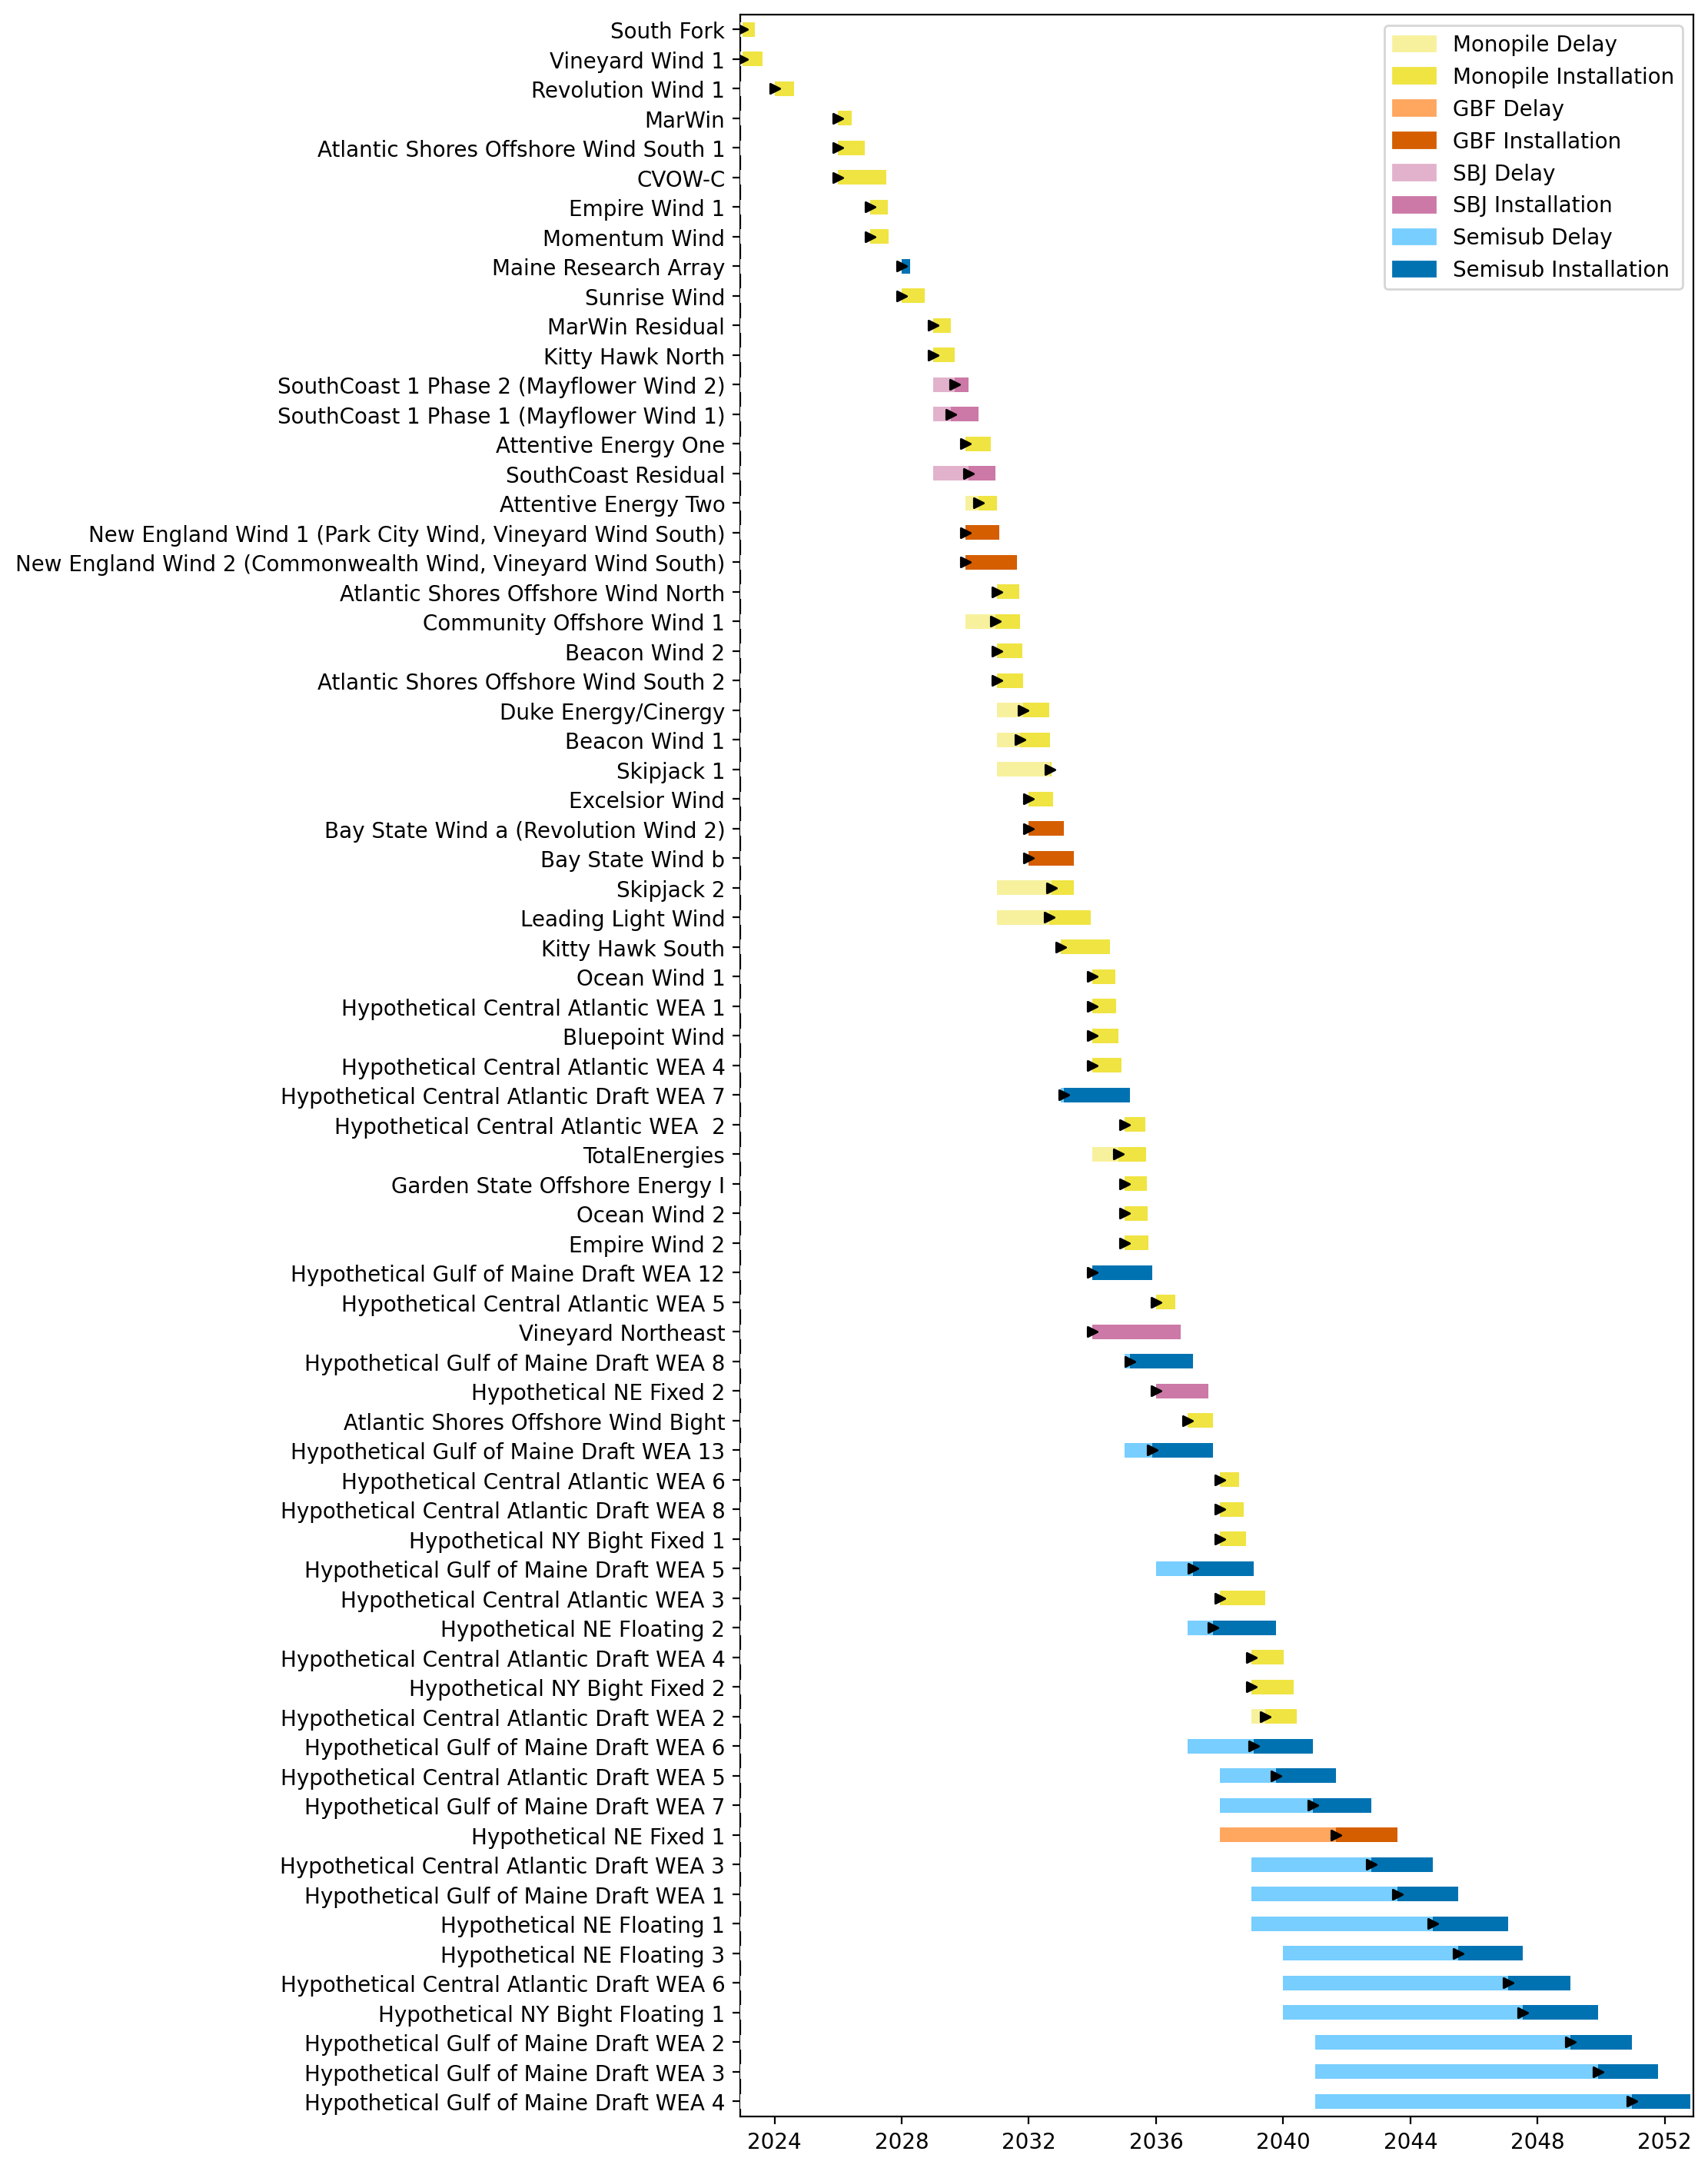 South Fork
Vineyard Wind 1
Revolution Wind 1
MarWin
Atlantic Shores Offshore Wind South 1
CVOW-C
Empire Wind 1
Momentum Wind
Maine Research Array
Sunrise Wind
MarWin Residual
Kitty Hawk North
SouthCoast 1 Phase 2 (Mayflower Wind 2)
SouthCoast 1 Phase 1 (Mayflower Wind 1)
Attentive Energy One
SouthCoast Residual
Attentive Energy Two
New England Wind 1 (Park City Wind, Vineyard Wind South)
New England Wind 2 (Commonwealth Wind, Vineyard Wind South)
Atlantic Shores Offshore Wind North
Community Offshore Wind 1
Beacon Wind 2
Atlantic Shores Offshore Wind South 2
Duke Energy/Cinergy
Beacon Wind 1
Skipjack 1
Excelsior Wind
Bay State Wind a (Revolution Wind 2)
Bay State Wind b
Skipjack 2
Leading Light Wind
Kitty Hawk South
Ocean Wind 1
Hypothetical Central Atlantic WEA 1
Bluepoint Wind
Hypothetical Central Atlantic WEA 4
Hypothetical Central Atlantic Draft WEA 7
Hypothetical Central Atlantic WEA  2
TotalEnergies
Garden State Offshore Energy I
Ocean Wind 2
Empire Wind 2
Hypothetical Gulf of Maine Draft WEA 12
Hypothetical Central Atlantic WEA 5
Vineyard Northeast
Hypothetical Gulf of Maine Draft WEA 8
Hypothetical NE Fixed 2
Atlantic Shores Offshore Wind Bight
Hypothetical Gulf of Maine Draft WEA 13
Hypothetical Central Atlantic WEA 6
Hypothetical Central Atlantic Draft WEA 8
Hypothetical NY Bight Fixed 1
Hypothetical Gulf of Maine Draft WEA 5
Hypothetical Central Atlantic WEA 3
Hypothetical NE Floating 2
Hypothetical Central Atlantic Draft WEA 4
Hypothetical NY Bight Fixed 2
Hypothetical Central Atlantic Draft WEA 2
Hypothetical Gulf of Maine Draft WEA 6
Hypothetical Central Atlantic Draft WEA 5
Hypothetical Gulf of Maine Draft WEA 7
Hypothetical NE Fixed 1
Hypothetical Central Atlantic Draft WEA 3
Hypothetical Gulf of Maine Draft WEA 1
Hypothetical NE Floating 1
Hypothetical NE Floating 3
Hypothetical Central Atlantic Draft WEA 6
Hypothetical NY Bight Floating 1
Hypothetical Gulf of Maine Draft WEA 2
Hypothetical Gulf of Maine Draft WEA 3
Hypothetical Gulf of Maine Draft WEA 4
Monopile Delay
Monopile Installation
GBF Delay
GBF Installation
SBJ Delay
SBJ Installation
Semisub Delay
Semisub Installation
2024 2028 2032 2036 2040 2044 2048 2052